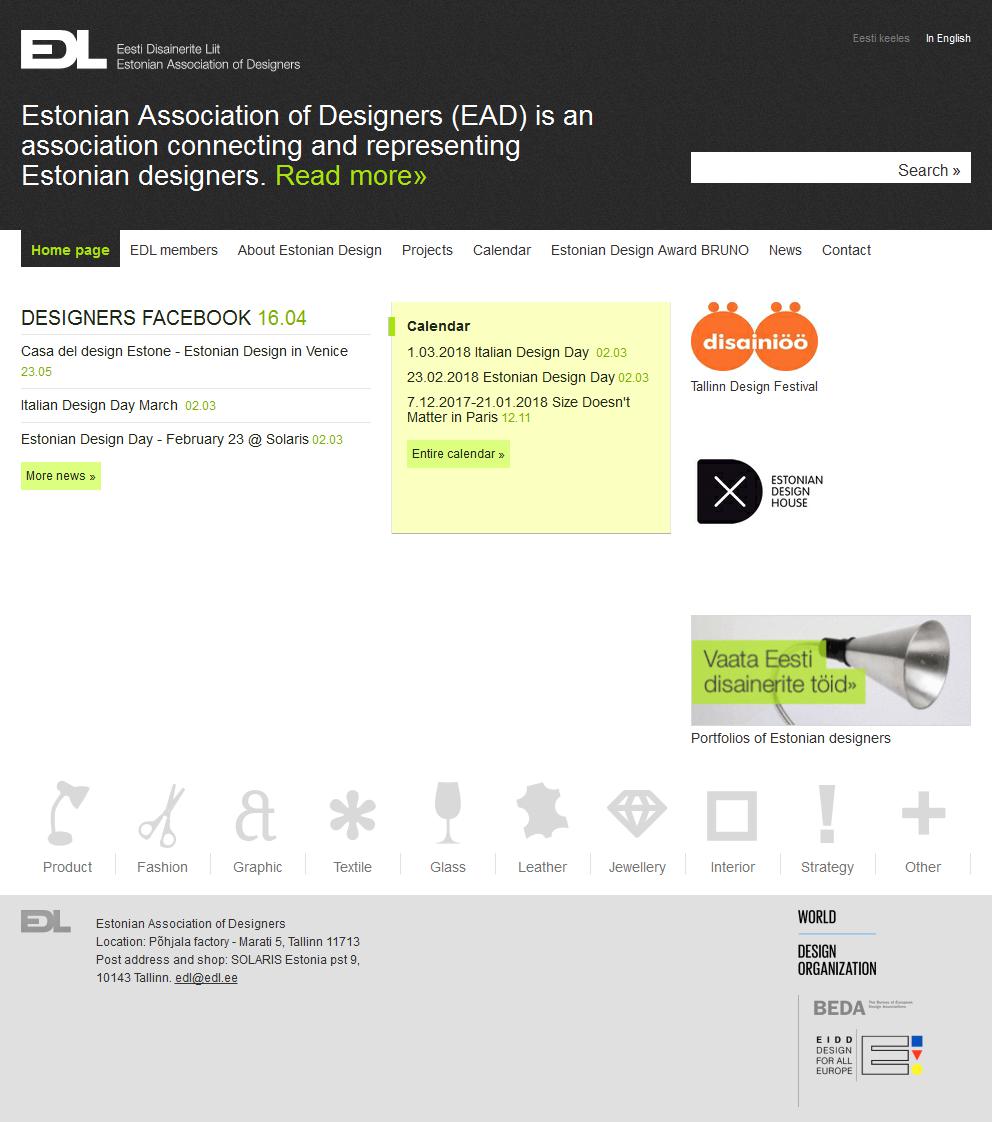 EDL
Eesti Disainerite Liit
Estonian Association of Designers
Eesti keeles
In English
Estonian Association of Designers (EAD) is an
association connecting and representing
Estonian designers. Read more»
Search »
Home page
EDL members
About Estonian Design
Projects
Calendar
Estonian Design Award BRUNO
News
Contact
DESIGNERS FACEBOOK 16.04
Casa del design Estone - Estonian Design in Venice
23.05
Italian Design Day March 02.03
Estonian Design Day - February 23 @ Solaris 02.03
More news »
Calendar
1.03.2018 Italian Design Day 02.03
23.02.2018 Estonian Design Day 02.03
7.12.2017-21.01.2018 Size Doesn't
Matter in Paris 12.11
Entire calendar »
disainiöö
Tallinn Design Festival
ESTONIAN
DESIGN
HOUSE
Vaata Eesti
disainerite töid»
Portfolios of Estonian designers
Product
Fashion
Graphic
Textile
Glass
Leather
Jewellery
Interior
Strategy
Other
EDL
Estonian Association of Designers
Location: Põhjala factory - Marati 5, Tallinn 11713
Post address and shop: SOLARIS Estonia pst 9,
10143 Tallinn. edl@edl.ee
WORLD
DESIGN
ORGANIZATION
BEDA
The Bureau of European
Design Associations
EIDD
DESIGN
FOR ALL
EUROPE